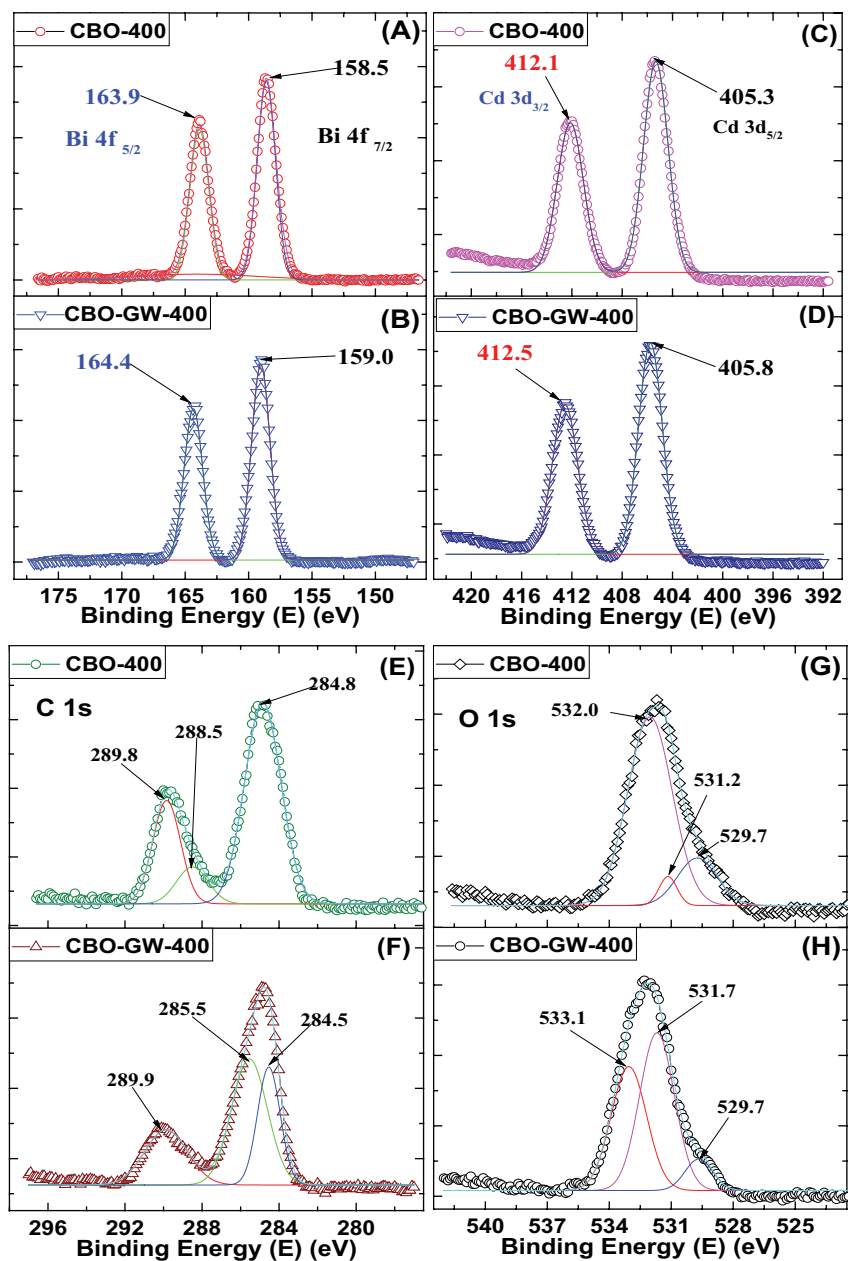 CBO-400
(A)
158.5
163.9
Bi 4f 5/2
Bi 4f 7/2
CBO-400
(C)
412.1
Cd 3d3/2
405.3
Cd 3d5/2
CBO-GW-400
(B)
164.4
159.0
175 170 165 160 155 150
Binding Energy (E) (eV)
CBO-GW-400
(D)
412.5
405.8
420 416 412 408 404 400 396 392
Binding Energy (E) (eV)
CBO-400
(E)
C 1s
284.8
288.5
289.8
CBO-400
(G)
532.0
O 1s
531.2
529.7
CBO-GW-400
(F)
285.5
284.5
289.9
296 292 288 284 280
Binding Energy (E) (eV)
CBO-GW-400
(H)
531.7
533.1
529.7
540 537 534 531 528 525
Binding Energy (E) (eV)